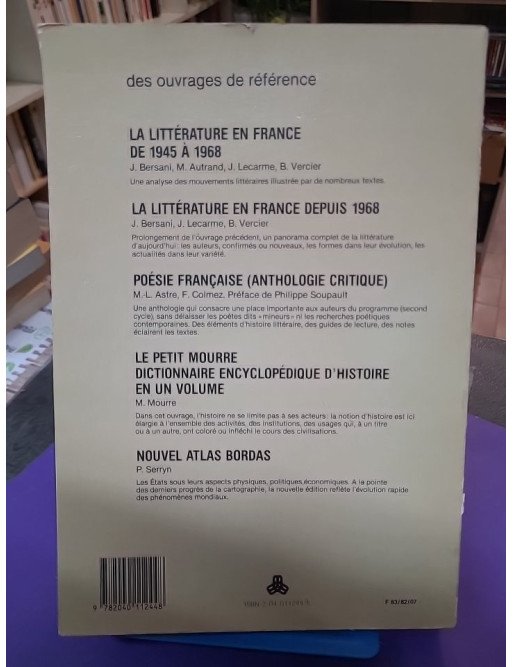 des ouvrages de référence
LA LITTÉRATURE EN FRANCE
DE 1945 À 1968
J. Bersani, M. Autrand, J. Lecarme, B. Vercier
Une analyse des mouvements littéraires illustrée par de nombreux textes.
LA LITTÉRATURE EN FRANCE DEPUIS 1968
J. Bersani, J. Lecarme, B. Vercier
Prolongement de l'ouvrage précédent, un panorama complet de la littérature
d'aujourd'hui: les auteurs, confirmés ou nouveaux, les formes dans leur évolution, les
actualités dans leur variété.
POÉSIE FRANÇAISE (ANTHOLOGIE CRITIQUE)
M.-L. Astre, F. Colmez. Préface de Philippe Soupault
Une anthologie qui consacre une place importante aux auteurs du programme (second
cycle), sans délaisser les poètes dits «mineurs» ni les recherches poétiques
contemporaines. Des éléments d'histoire littéraire, des guides de lecture, des notes
éclairent les textes.
LE PETIT MOURRE
DICTIONNAIRE ENCYCLOPÉDIQUE D'HISTOIRE
EN UN VOLUME
M. Mourre
Dans cet ouvrage, l'histoire ne se limite pas à ses acteurs: la notion d'histoire est ici
élargie à l'ensemble des activités, des institutions, des usages qui, à un titre
ou à un autre, ont coloré ou infléchi le cours des civilisations.
NOUVEL ATLAS BORDAS
P. Serryn
Les États sous leurs aspects physiques, politiques économiques. A la pointe
des derniers progrès de la cartographie, la nouvelle édition reflète l'évolution rapide
des phénomènes mondiaux.
9 782040 112448
ISBN
F 83/82/07